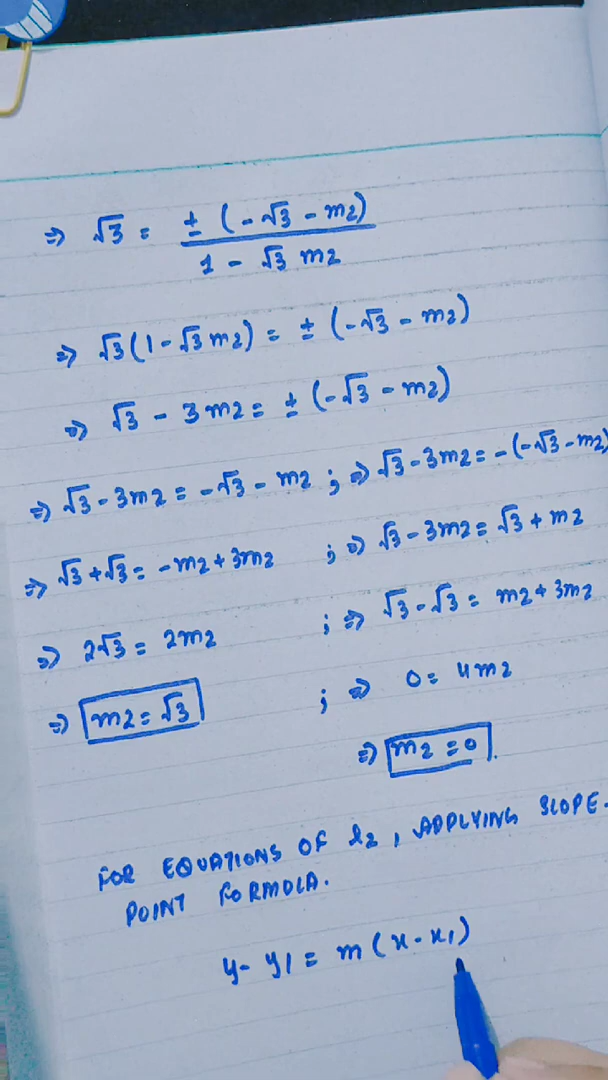 ⇒ √3 = ± (-√3 - m2) / 1 - √3 m2
⇒ √3(1-√3m2) = ± (-√3 - m2)
⇒ √3 - 3m2 = ± (-√3 - m2)
⇒ √3-3m2 = -√3 - m2 ; ⇒ √3-3m2 = -(-√3-m2)
⇒ √3+√3 = -m2+3m2 ; ⇒ √3-3m2 = √3+m2
⇒ 2√3 = 2m2 ; ⇒ √3-√3 = m2+3m2
⇒ m2 = √3 ; ⇒ 0 = 4m2
⇒ m2 = 0.
FOR EQUATIONS OF l2, APPLYING SLOPE-
POINT FORMULA.
y- y1 = m (x-x1)